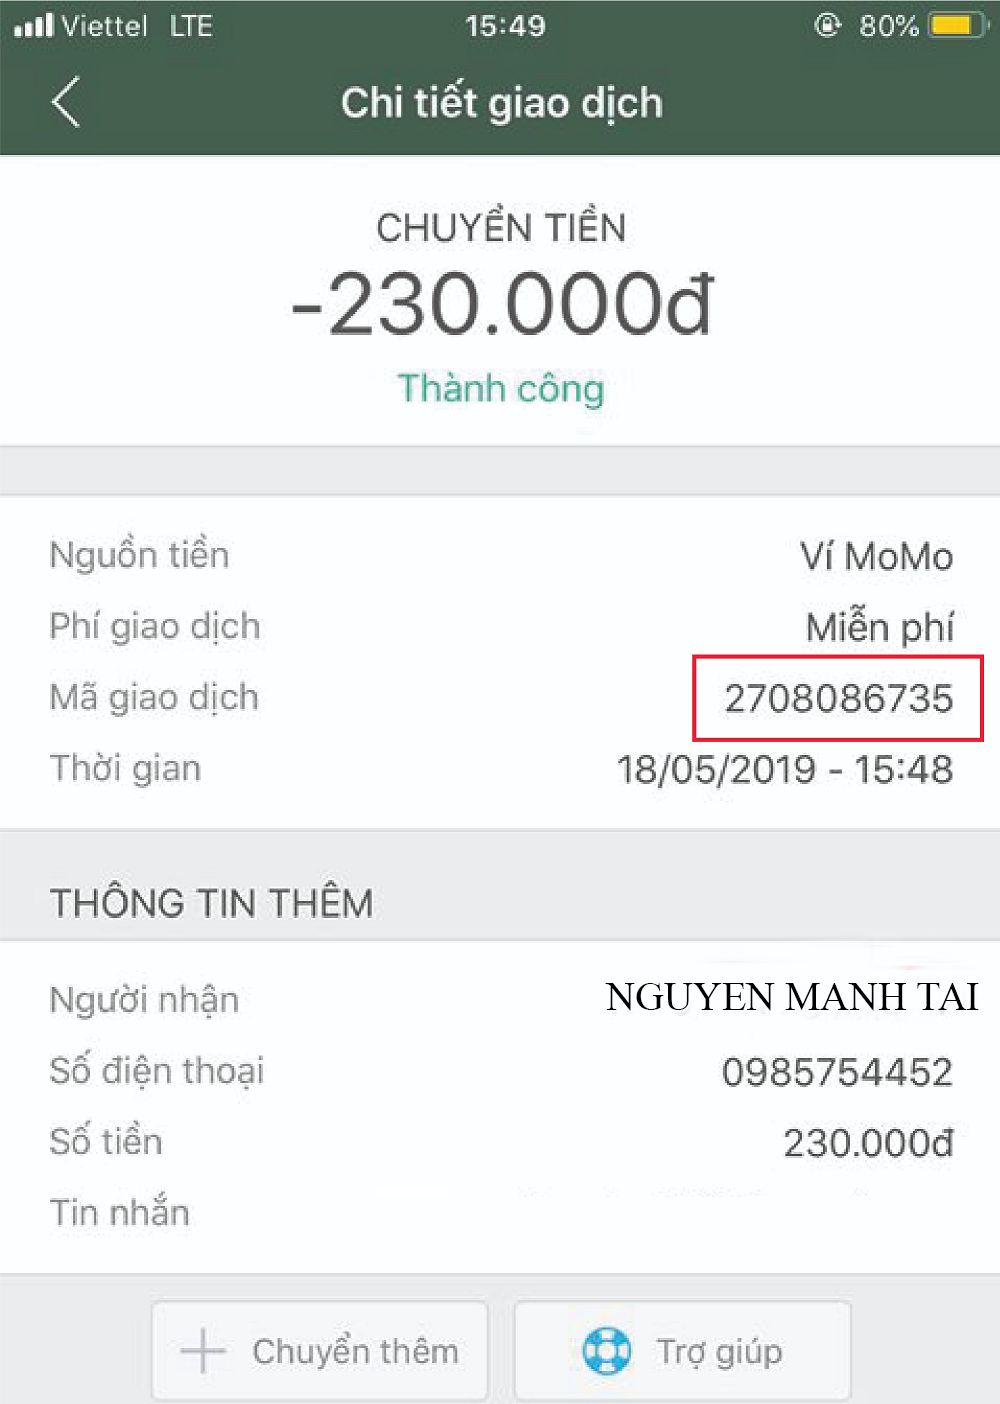 Viettel LTE 15:49 80%
Chi tiết giao dịch
CHUYỂN TIỀN
-230.000đ
Thành công
Nguồn tiền Ví MoMo
Phí giao dịch Miễn phí
Mã giao dịch 2708086735
Thời gian 18/05/2019 - 15:48
THÔNG TIN THÊM
Người nhận NGUYEN MANH TAI
Số điện thoại 0985754452
Số tiền 230.000đ
Tin nhắn
Chuyển thêm Trợ giúp